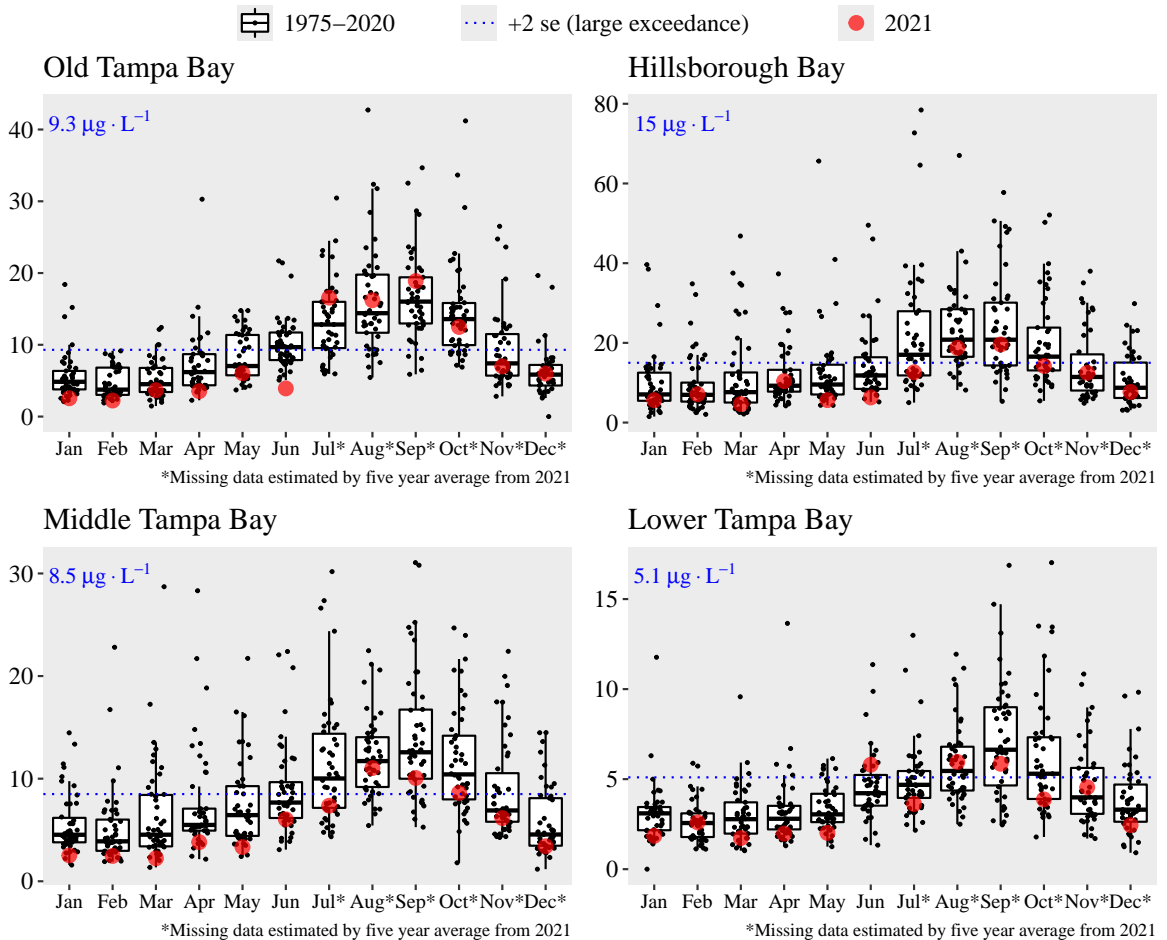 1975–2020 +2 se (large exceedance) 2021
Old Tampa Bay
9.3 μg · L⁻¹
40
30
20
10
0
Jan Feb Mar Apr May Jun Jul* Aug* Sep* Oct* Nov* Dec*
*Missing data estimated by five year average from 2021
Hillsborough Bay
15 μg · L⁻¹
80
60
40
20
0
Jan Feb Mar Apr May Jun Jul* Aug* Sep* Oct* Nov* Dec*
*Missing data estimated by five year average from 2021
Middle Tampa Bay
8.5 μg · L⁻¹
30
20
10
0
Jan Feb Mar Apr May Jun Jul* Aug* Sep* Oct* Nov* Dec*
*Missing data estimated by five year average from 2021
Lower Tampa Bay
5.1 μg · L⁻¹
15
10
5
0
Jan Feb Mar Apr May Jun Jul* Aug* Sep* Oct* Nov* Dec*
*Missing data estimated by five year average from 2021